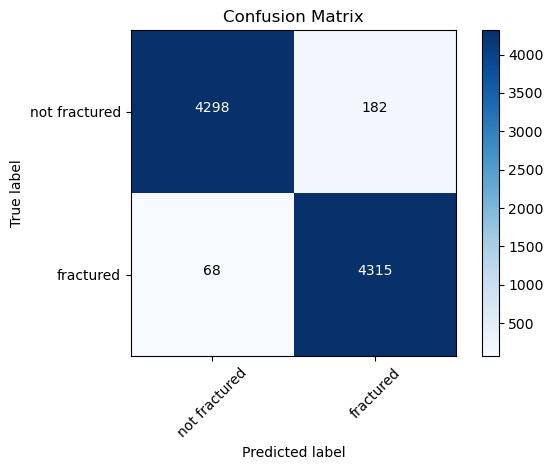 Confusion Matrix
True label
not fractured
fractured
4298 182
68 4315
not fractured
fractured
Predicted label
4000
3500
3000
2500
2000
1500
1000
500